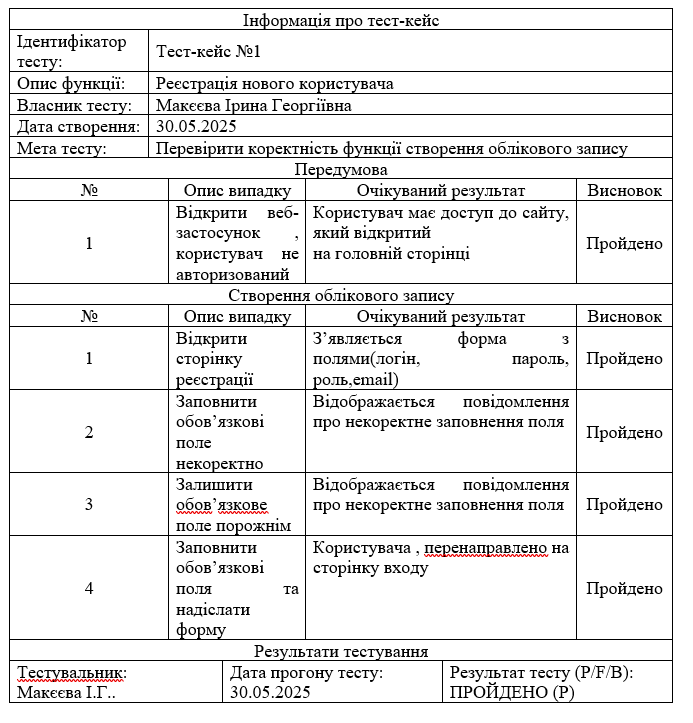 Інформація про тест-кейс
Ідентифікатор
тесту:
Тест-кейс №1
Опис функції:
Реєстрація нового користувача
Власник тесту:
Макєєва Ірина Георгіївна
Дата створення:
30.05.2025
Мета тесту:
Перевірити коректність функції створення облікового запису
Передумова
№
Опис випадку
Очікуваний результат
Висновок
1
Відкрити веб-
застосунок ,
користувач не
авторизований
Користувач має доступ до сайту,
який відкритий
на головній сторінці
Пройдено
Створення облікового запису
№
Опис випадку
Очікуваний результат
Висновок
1
Відкрити
сторінку
реєстрації
З’являється форма з
полями(логін, пароль,
роль,email)
Пройдено
2
Заповнити
обов’язкові
поле
некоректно
Відображається повідомлення
про некоректне заповнення поля
Пройдено
3
Залишити
обов’язкове
поле порожнім
Відображається повідомлення
про некоректне заповнення поля
Пройдено
4
Заповнити
обов’язкові
поля та
надіслати
форму
Користувача , перенаправлено на
сторінку входу
Пройдено
Результати тестування
Тестувальник:
Макєєва І.Г..
Дата прогону тесту:
30.05.2025
Результат тесту (P/F/B):
ПРОЙДЕНО (P)